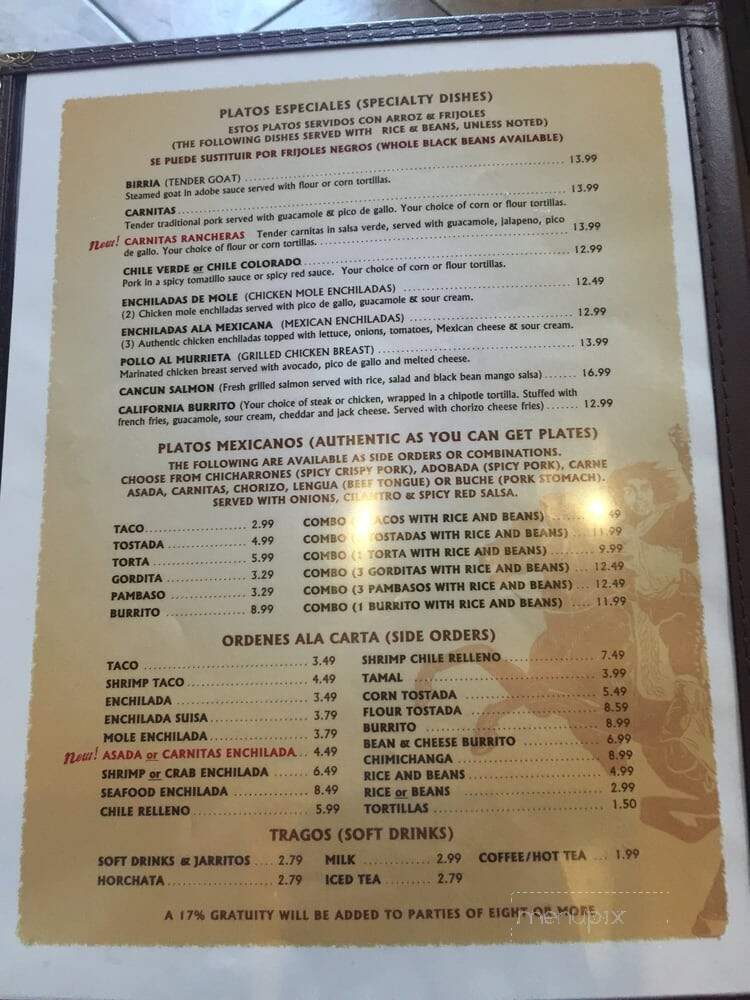 PLATOS ESPECIALES (SPECIALTY DISHES)
ESTOS PLATOS SERVIDOS CON ARROZ & FRIJOLES
(THE FOLLOWING DISHES SERVED WITH RICE & BEANS, UNLESS NOTED)
SE PUEDE SUSTITUIR POR FRIJOLES NEGROS (WHOLE BLACK BEANS AVAILABLE)
BIRRIA (TENDER GOAT) 13.99
Steamed goat in adobe sauce served with flour or corn tortillas.
CARNITAS 13.99
Tender traditional pork served with guacamole & pico de gallo. Your choice of corn or flour tortillas.
New! CARNITAS RANCHERAS Tender carnitas in salsa verde, served with guacamole, jalapeno, pico
de gallo. Your choice of flour or corn tortillas. 13.99
CHILE VERDE or CHILE COLORADO 12.99
Pork in a spicy tomatillo sauce or spicy red sauce. Your choice of corn or flour tortillas.
ENCHILADAS DE MOLE (CHICKEN MOLE ENCHILADAS) 12.49
(2) Chicken mole enchiladas served with pico de gallo, guacamole & sour cream.
ENCHILADAS ALA MEXICANA (MEXICAN ENCHILADAS) 12.99
(3) Authentic chicken enchiladas topped with lettuce, onions, tomatoes, Mexican cheese & sour cream.
POLLO AL MURRIETA (GRILLED CHICKEN BREAST) 13.99
Marinated chicken breast served with avocado, pico de gallo and melted cheese.
CANCUN SALMON (Fresh grilled salmon served with rice, salad and black bean mango salsa) 16.99
CALIFORNIA BURRITO (Your choice of steak or chicken, wrapped in a chipotle tortilla. Stuffed with
french fries, guacamole, sour cream, cheddar and jack cheese. Served with chorizo cheese fries) 12.99
PLATOS MEXICANOS (AUTHENTIC AS YOU CAN GET PLATES)
THE FOLLOWING ARE AVAILABLE AS SIDE ORDERS OR COMBINATIONS.
CHOOSE FROM CHICHARRONES (SPICY CRISPY PORK), ADOBADA (SPICY PORK), CARNE
ASADA, CARNITAS, CHORIZO, LENGUA (BEEF TONGUE) OR BUCHE (PORK STOMACH).
SERVED WITH ONIONS, CILANTRO & SPICY RED SALSA.
TACO 2.99
TOSTADA 4.99
TORTA 5.99
GORDITA 3.29
PAMBASO 3.29
BURRITO 8.99
COMBO ( TACOS WITH RICE AND BEANS)
COMBO ( TOSTADAS WITH RICE AND BEANS) 11.99
COMBO (1 TORTA WITH RICE AND BEANS) 9.99
COMBO (3 GORDITAS WITH RICE AND BEANS) 12.49
COMBO (3 PAMBASOS WITH RICE AND BEANS) 12.49
COMBO (1 BURRITO WITH RICE AND BEANS) 11.99
ORDENES ALA CARTA (SIDE ORDERS)
TACO 3.49
SHRIMP TACO 4.49
ENCHILADA 3.49
ENCHILADA SUISA 3.79
MOLE ENCHILADA 3.79
New! ASADA or CARNITAS ENCHILADA 4.49
SHRIMP or CRAB ENCHILADA 6.49
SEAFOOD ENCHILADA 8.49
CHILE RELLENO 5.99
SHRIMP CHILE RELLENO 7.49
TAMAL 3.99
CORN TOSTADA 5.49
FLOUR TOSTADA 8.59
BURRITO 8.99
BEAN & CHEESE BURRITO 6.99
CHIMICHANGA 8.99
RICE AND BEANS 4.99
RICE or BEANS 2.99
TORTILLAS 1.50
TRAGOS (SOFT DRINKS)
SOFT DRINKS & JARRITOS 2.79 MILK 2.99 COFFEE/HOT TEA 1.99
HORCHATA 2.79 ICED TEA 2.79
A 17% GRATUITY WILL BE ADDED TO PARTIES OF EIGHT OR MORE
menupix